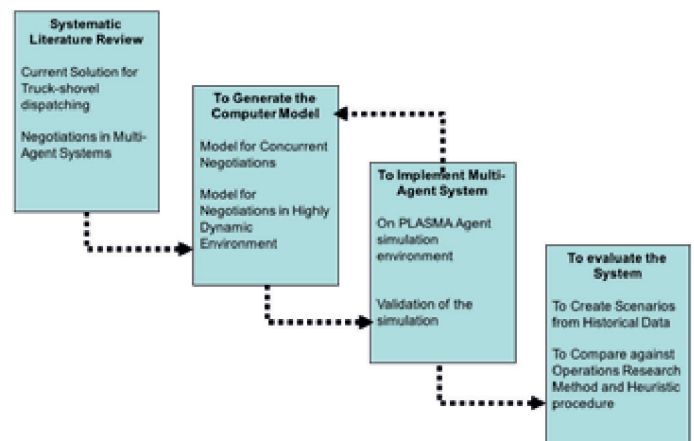 Systematic
Literature Review
Current Solution for
Truck-shovel
dispatching
Negotiations in Multi-
Agent Systems
To Generate the
Computer Model
Model for Concurrent
Negotiations
Model for
Negotiations in Highly
Dynamic
Environment
To Implement Multi-
Agent System
On PLASMA Agent
simulation
environment
Validation of the
simulation
To evaluate the
System
To Create Scenarios
from Historical Data
To Compare against
Operations Research
Method and Heuristic
procedure